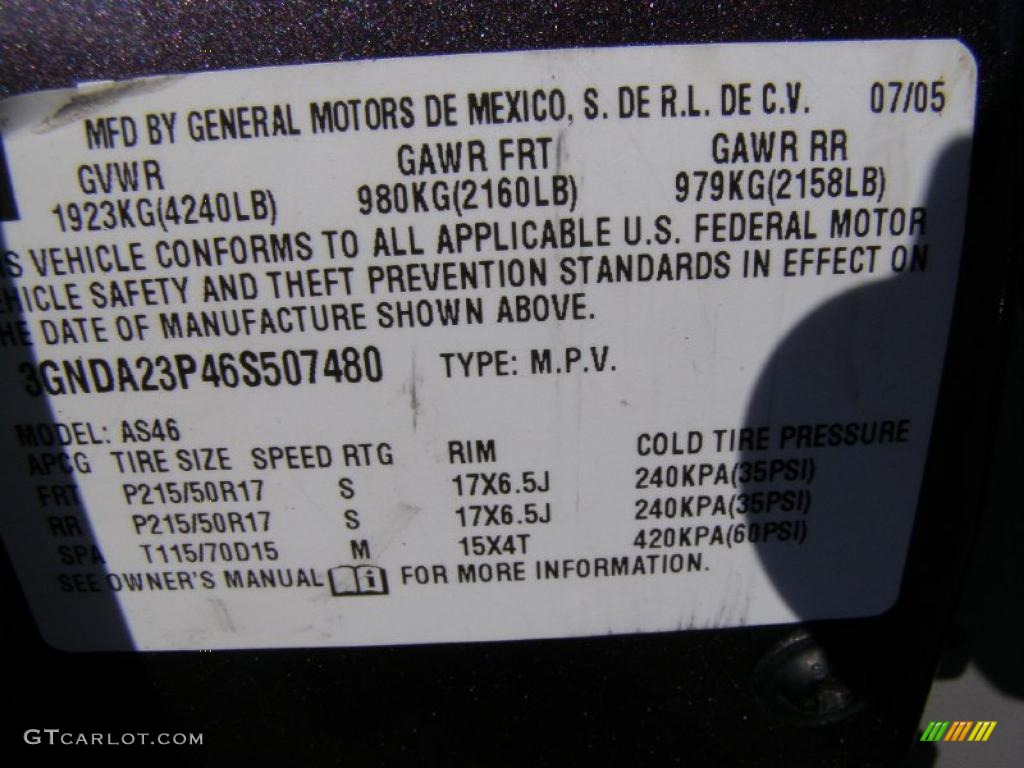 MFD BY GENERAL MOTORS DE MEXICO, S. DE R.L. DE C.V. 07/05
GVWR GAWR FRT GAWR RR
1923KG(4240LB) 980KG(2160LB) 979KG(2158LB)
IS VEHICLE CONFORMS TO ALL APPLICABLE U.S. FEDERAL MOTOR
EHICLE SAFETY AND THEFT PREVENTION STANDARDS IN EFFECT ON
HE DATE OF MANUFACTURE SHOWN ABOVE.
3GNDA23P46S507480 TYPE: M.P.V.
MODEL: AS46
APCG TIRE SIZE SPEED RTG RIM COLD TIRE PRESSURE
FRT P215/50R17 S 17X6.5J 240KPA(35PSI)
RR P215/50R17 S 17X6.5J 240KPA(35PSI)
SPA T115/70D15 M 15X4T 420KPA(60PSI)
SEE OWNER'S MANUAL i FOR MORE INFORMATION.
GTCARLOT.COM